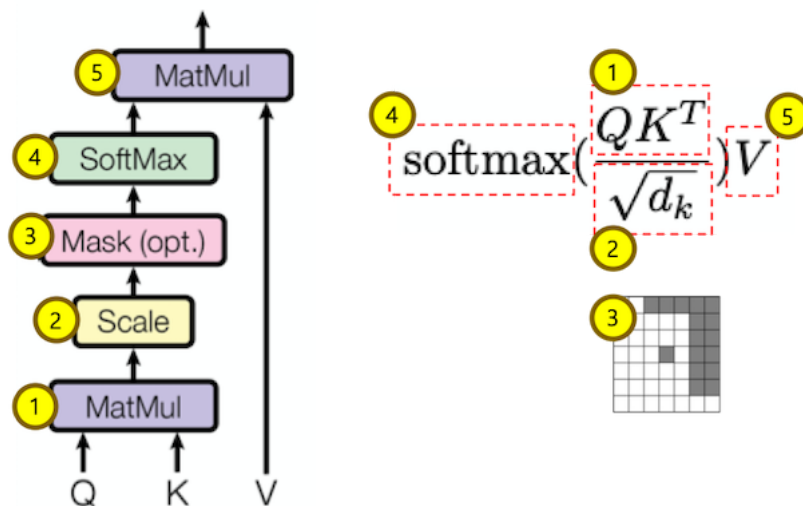 5
MatMul
4
SoftMax
3
Mask (opt.)
2
Scale
1
MatMul
Q K V
1
4
5
softmax(QK^T/√d_k)V
2
3